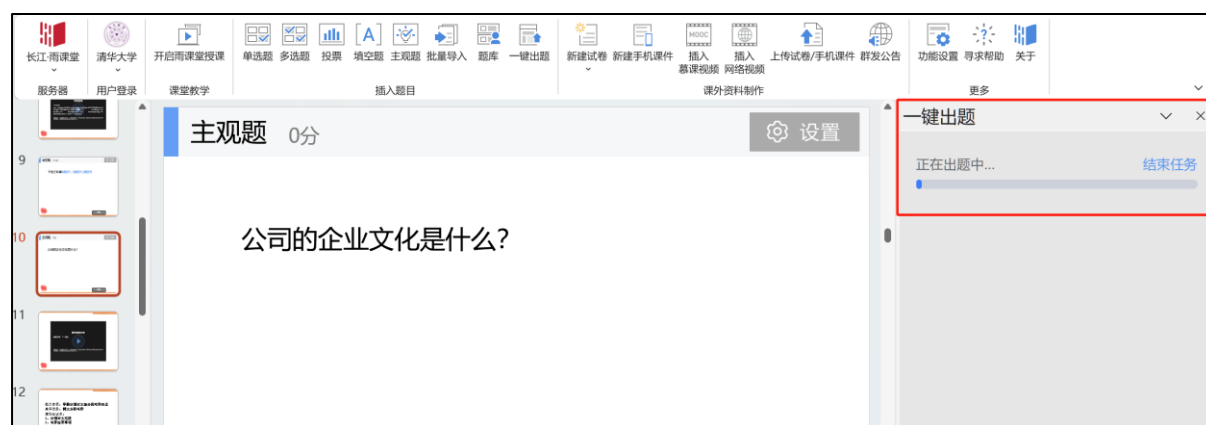 长江·雨课堂 清华大学 开启雨课堂授课 单选题 多选题 投票 填空题 主观题 批量导入 题库 一键出题 新建试卷 新建手机课件 插入 插入 上传试卷/手机课件 群发公告 功能设置 寻求帮助 关于
慕课视频 网络视频
服务器 用户登录 课堂教学 插入题目 课外资料制作 更多
[A]
MOOC
主观题 0分
设置
一键出题
正在出题中... 结束任务
公司的企业文化是什么?
9
10
11
12